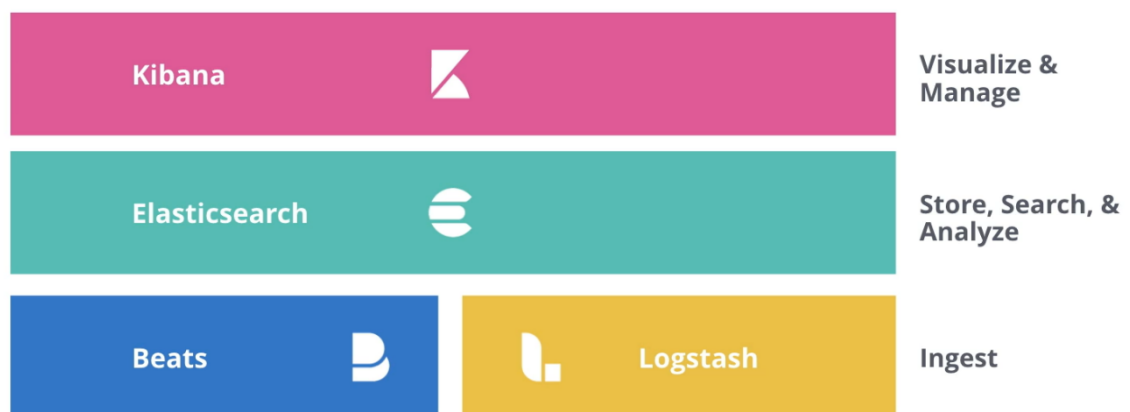 Kibana
Visualize &
Manage
Elasticsearch
Store, Search, &
Analyze
Beats
Logstash
Ingest